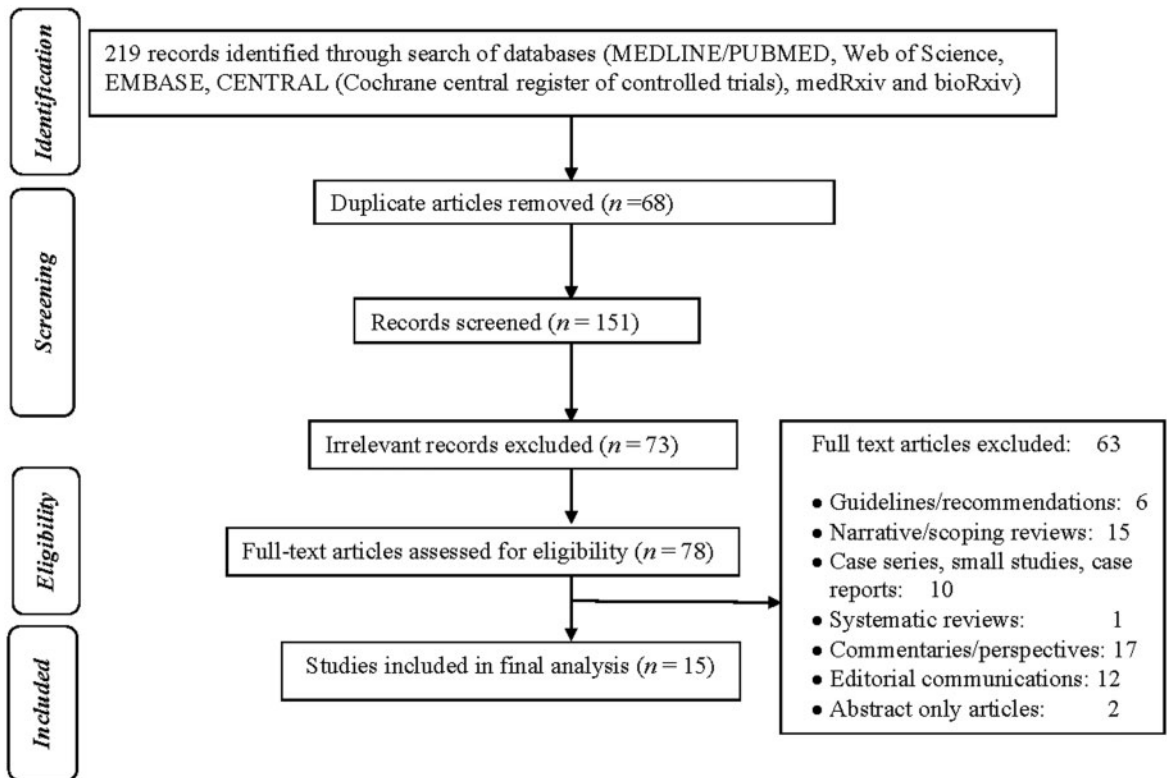 Identification
219 records identified through search of databases (MEDLINE/PUBMED, Web of Science,
EMBASE, CENTRAL (Cochrane central register of controlled trials), medRxiv and bioRxiv)
Screening
Duplicate articles removed (n =68)
Records screened (n = 151)
Irrelevant records excluded (n = 73)
Eligibility
Full-text articles assessed for eligibility (n = 78)
Full text articles excluded: 63
• Guidelines/recommendations: 6
• Narrative/scoping reviews: 15
• Case series, small studies, case
reports: 10
• Systematic reviews: 1
• Commentaries/perspectives: 17
• Editorial communications: 12
• Abstract only articles: 2
Included
Studies included in final analysis (n = 15)